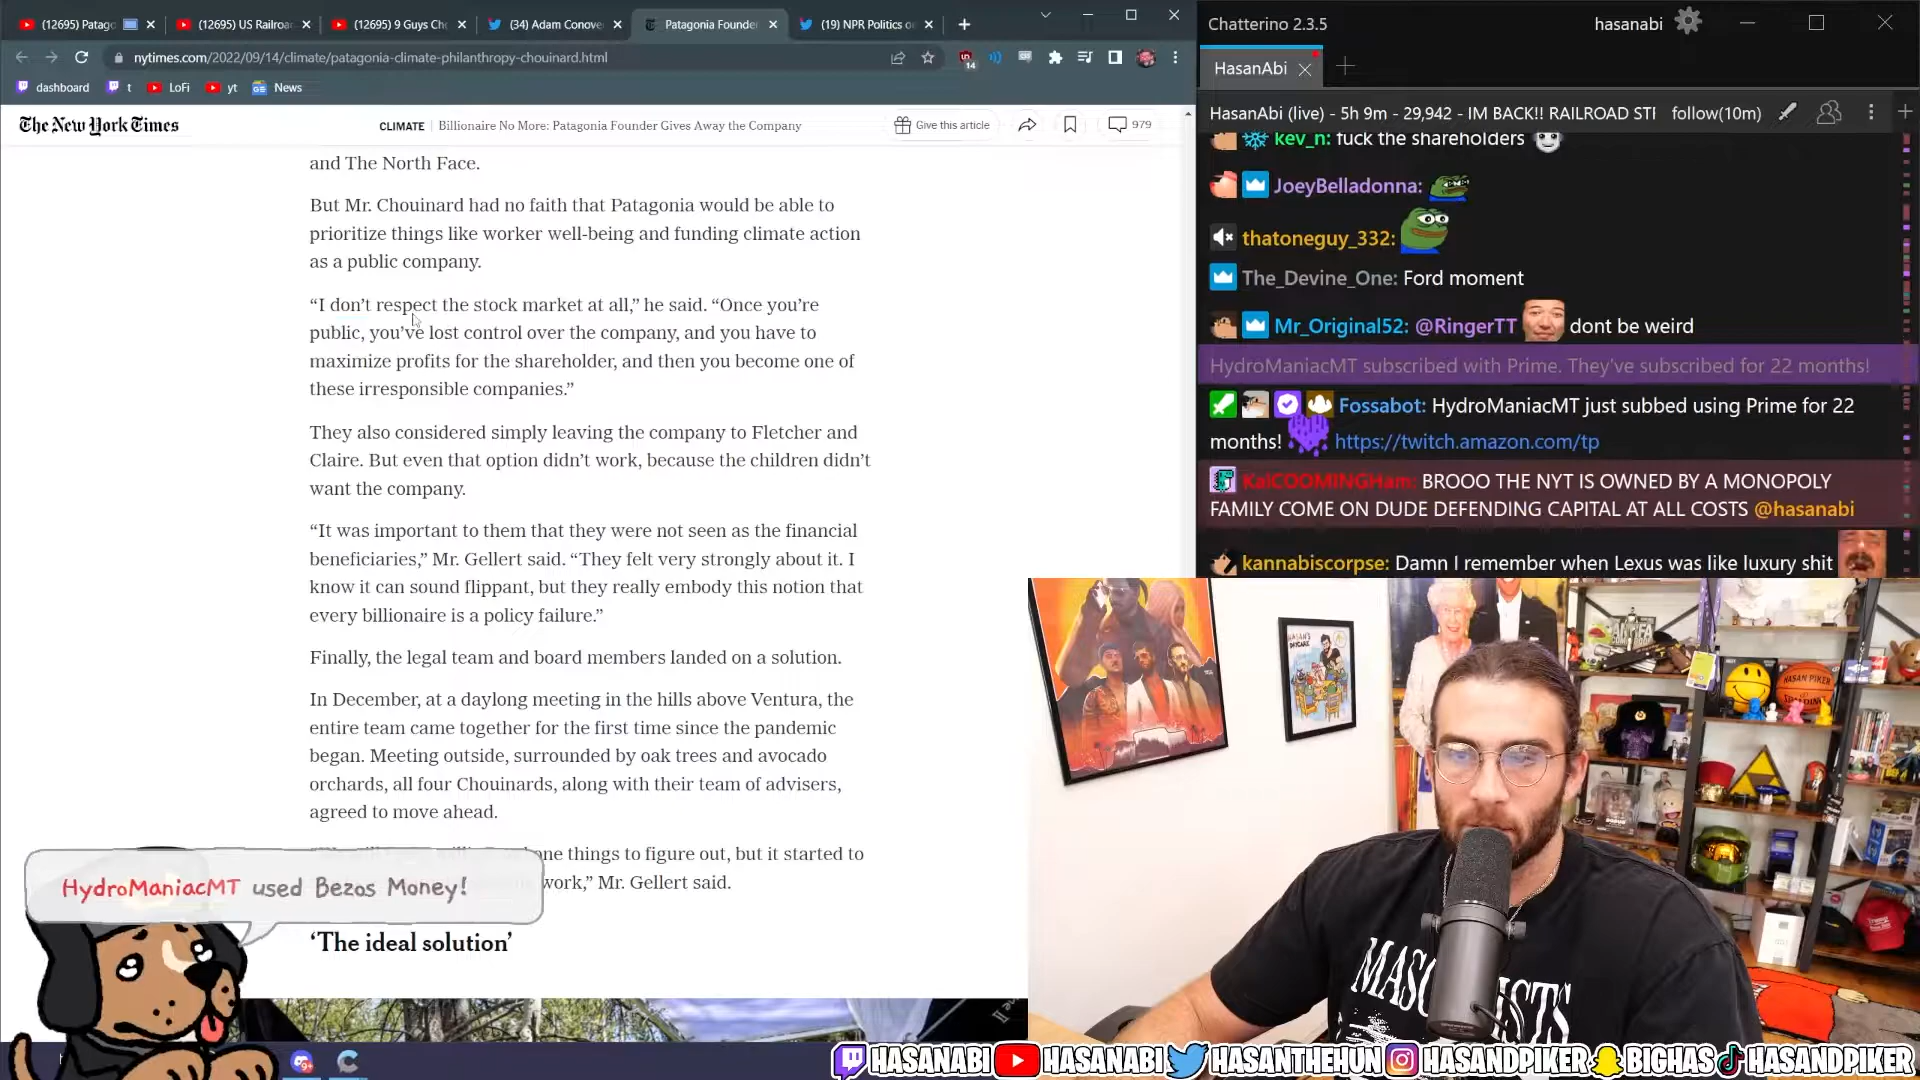 (12695) Patago
(12695) US Railroa
(12695) 9 Guys Cho
(34) Adam Conove
Patagonia Founder
(19) NPR Politics o
nytimes.com/2022/09/14/climate/patagonia-climate-philanthropy-chouinard.html
14
dashboard
t
LoFi
yt
News
The New York Times
CLIMATE
Billionaire No More: Patagonia Founder Gives Away the Company
Give this article
979
and The North Face.
But Mr. Chouinard had no faith that Patagonia would be able to
prioritize things like worker well-being and funding climate action
as a public company.
“I don’t respect the stock market at all,” he said. “Once you’re
public, you’ve lost control over the company, and you have to
maximize profits for the shareholder, and then you become one of
these irresponsible companies.”
They also considered simply leaving the company to Fletcher and
Claire. But even that option didn’t work, because the children didn’t
want the company.
“It was important to them that they were not seen as the financial
beneficiaries,” Mr. Gellert said. “They felt very strongly about it. I
know it can sound flippant, but they really embody this notion that
every billionaire is a policy failure.”
Finally, the legal team and board members landed on a solution.
In December, at a daylong meeting in the hills above Ventura, the
entire team came together for the first time since the pandemic
began. Meeting outside, surrounded by oak trees and avocado
orchards, all four Chouinards, along with their team of advisers,
agreed to move ahead.
things to figure out, but it started to
work,” Mr. Gellert said.
HydroManiacMT used Bezos Money!
‘The ideal solution’
Chatterino 2.3.5
hasanabi
HasanAbi
HasanAbi (live) - 5h 9m - 29,942 - IM BACK!! RAILROAD STI
follow(10m)
kev_n: fuck the shareholders
JoeyBelladonna:
thatoneguy_332:
The_Devine_One: Ford moment
Mr_Original52: @RingerTT dont be weird
HydroManiacMT subscribed with Prime. They've subscribed for 22 months!
Fossabot: HydroManiacMT just subbed using Prime for 22
months! https://twitch.amazon.com/tp
KalCOOMINGHam: BROOO THE NYT IS OWNED BY A MONOPOLY
FAMILY COME ON DUDE DEFENDING CAPITAL AT ALL COSTS @hasanabi
kannabiscorpse: Damn I remember when Lexus was like luxury shit
HASAN PIKER
HASANABI
HASANABI
HASANTHEHUN
HASANDPIKER
BIGHAS
HASANDPIKER